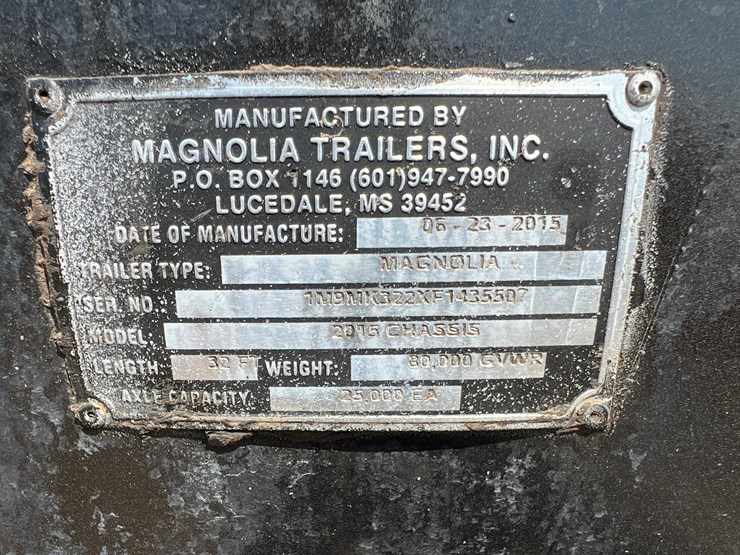 MANUFACTURED BY
MAGNOLIA TRAILERS, INC.
P.O. BOX 1146 (601)947-7990
LUCEDALE, MS 39452
DATE OF MANUFACTURE: 06-23-2015
TRAILER TYPE: MAGNOLIA
SER. NO. 1M9MK322XF1435507
MODEL: 2015 CHASSIS
LENGTH 32 FT WEIGHT: 80,000 GVWR
AXLE CAPACITY: 25,000 EA